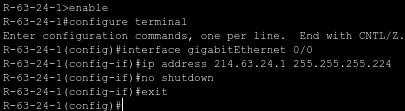 R-63-24-1>enable
R-63-24-1#configure terminal
Enter configuration commands, one per line.  End with CNTL/Z.
R-63-24-1(config)#interface gigabitEthernet 0/0
R-63-24-1(config-if)#ip address 214.63.24.1 255.255.255.224
R-63-24-1(config-if)#no shutdown
R-63-24-1(config-if)#exit
R-63-24-1(config)#